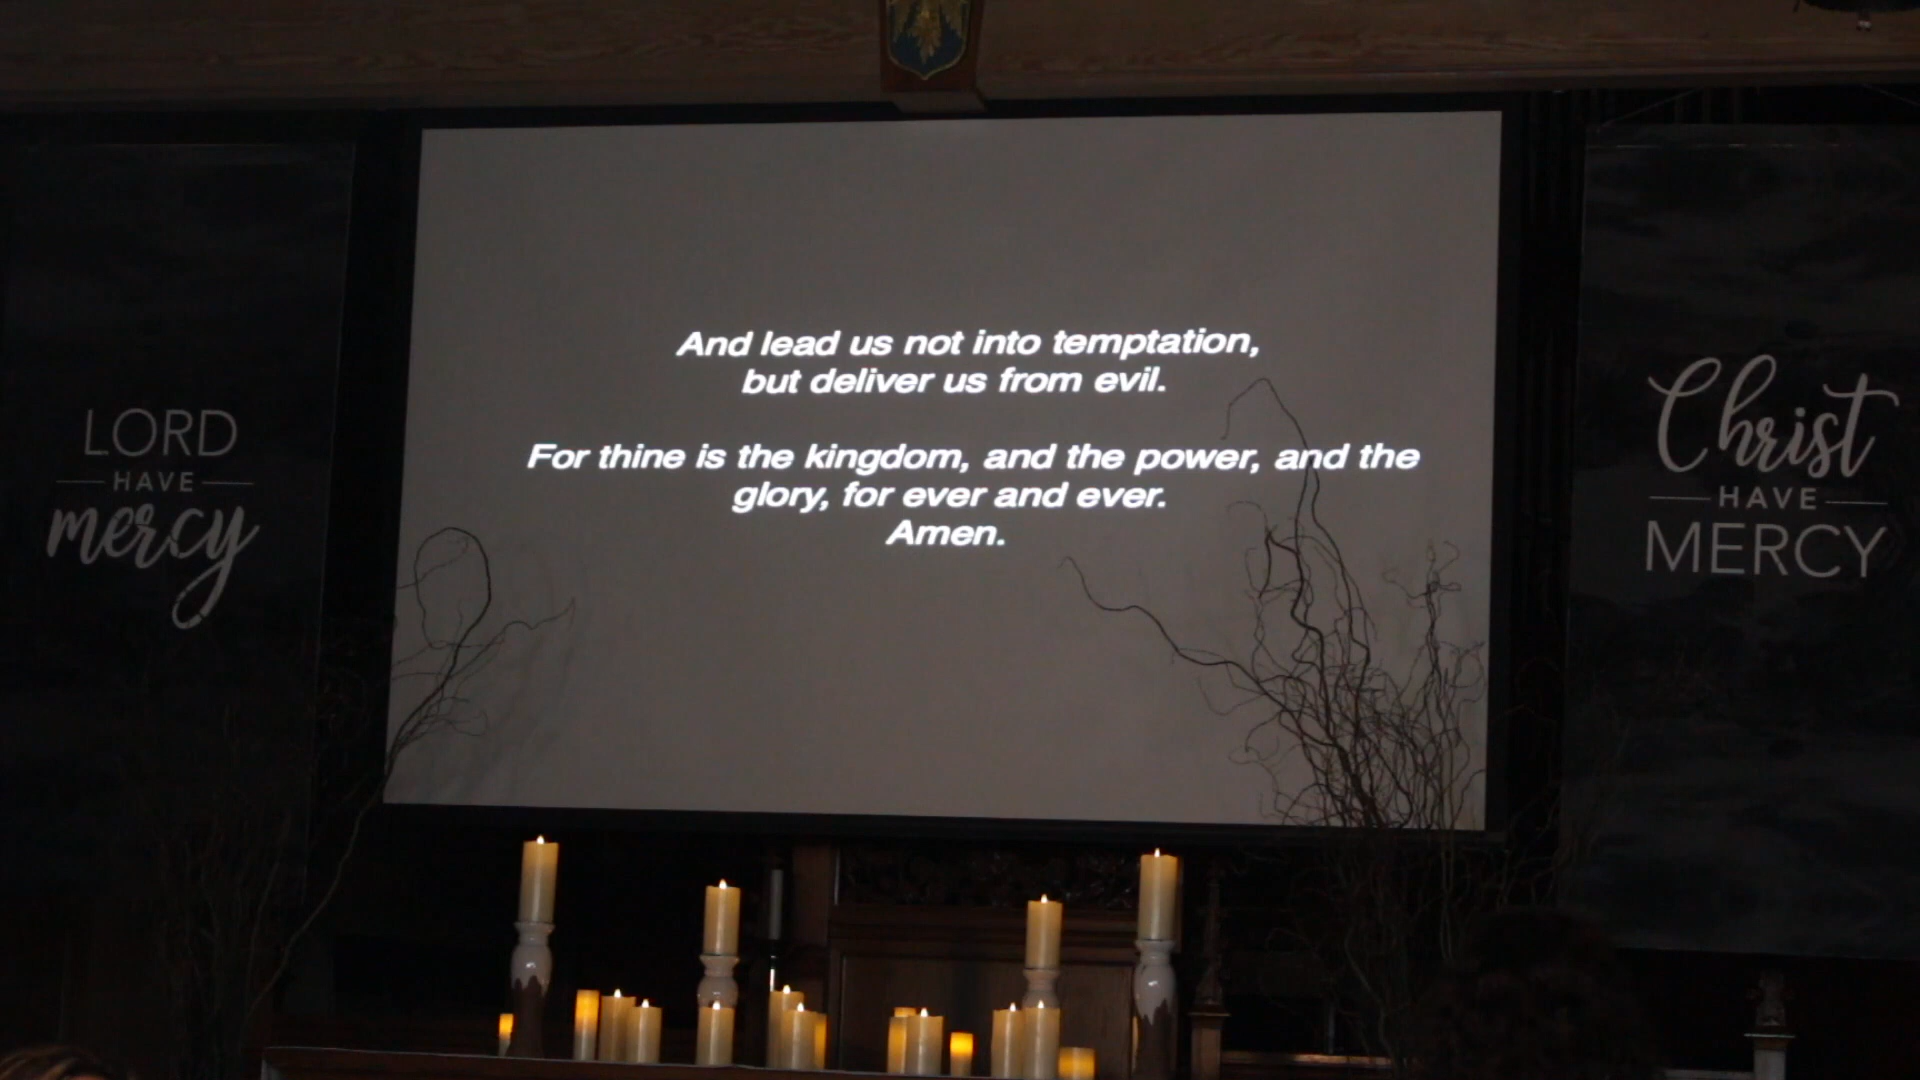 LORD
HAVE
mercy
And lead us not into temptation,
but deliver us from evil.
For thine is the kingdom, and the power, and the
glory, for ever and ever.
Amen.
Christ
HAVE
MERCY